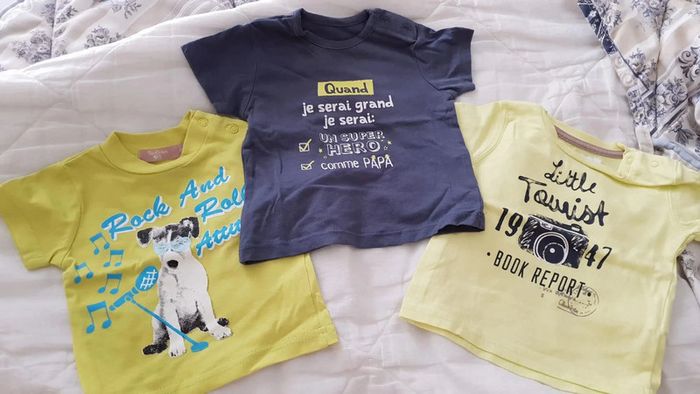 Rock And
Roll
Quand
je serai grand
je serai:
UN SUPER
HERO
comme PAPA
Little
Tourist
19 47
BOOK REPORT